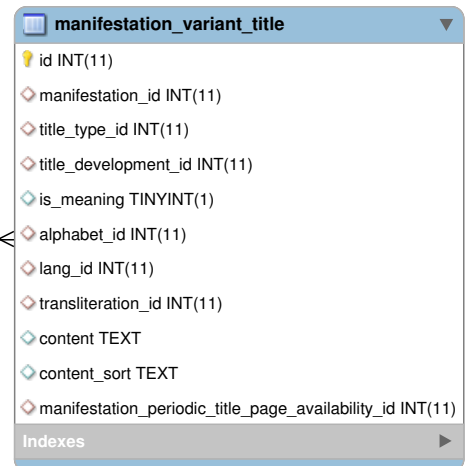 manifestation_variant_title
id INT(11)
manifestation_id INT(11)
title_type_id INT(11)
title_development_id INT(11)
is_meaning TINYINT(1)
alphabet_id INT(11)
lang_id INT(11)
transliteration_id INT(11)
content TEXT
content_sort TEXT
manifestation_periodic_title_page_availability_id INT(11)
Indexes